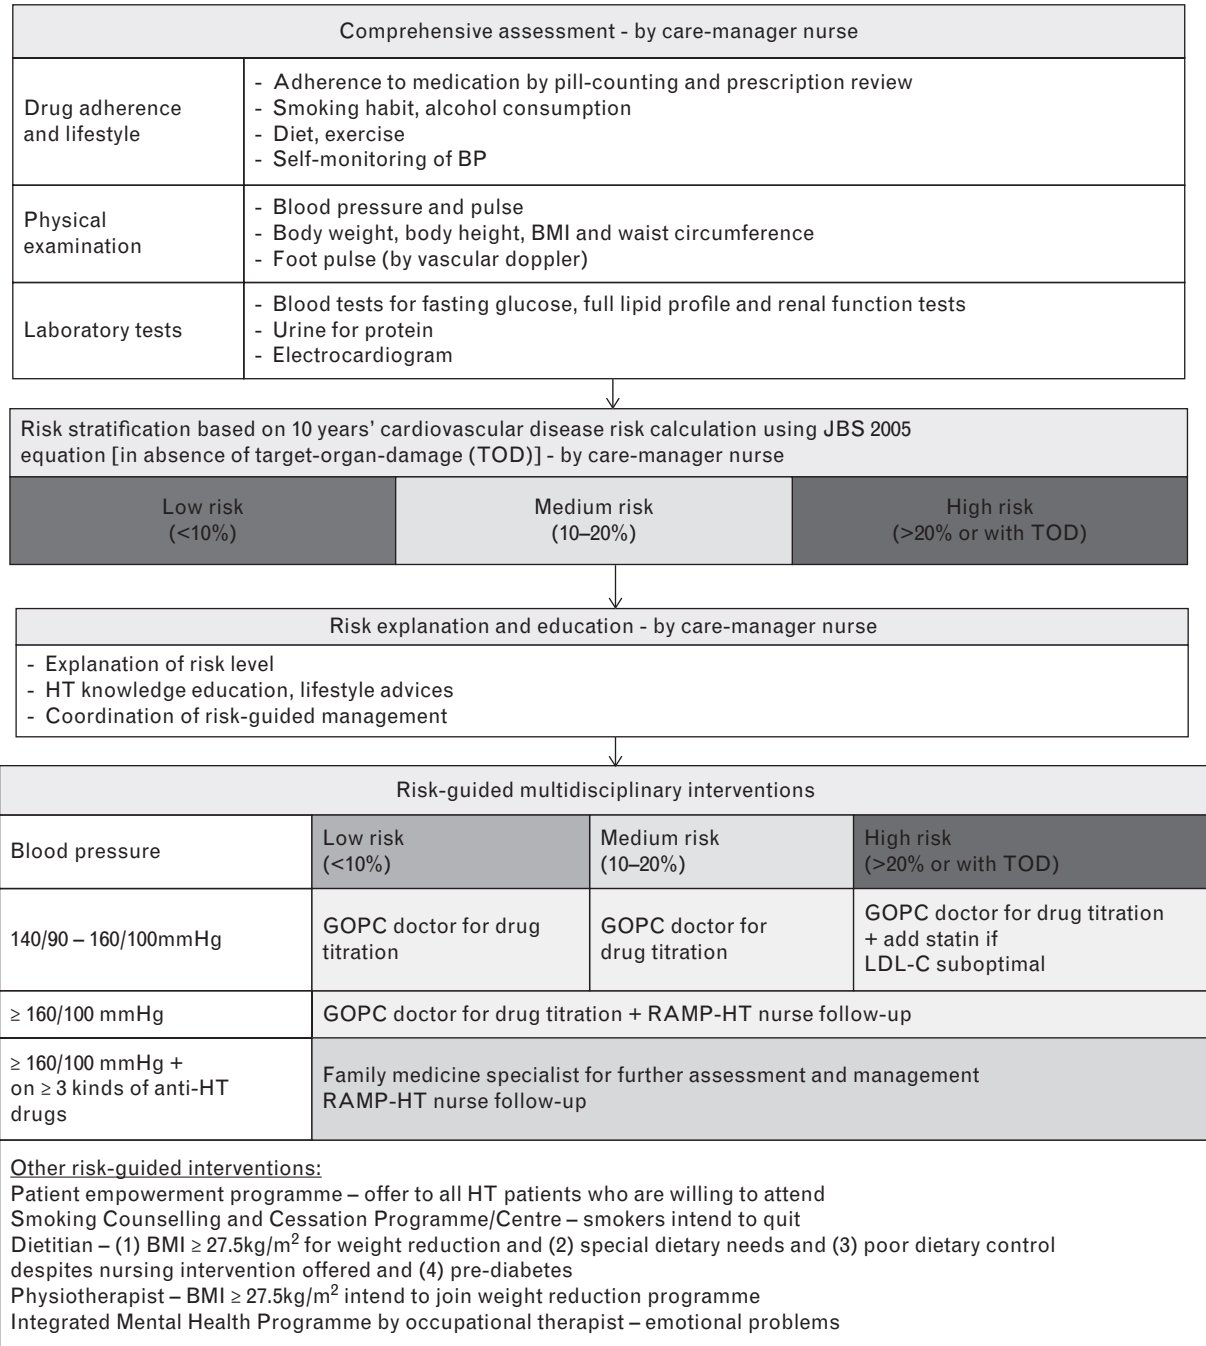 Comprehensive assessment - by care-manager nurse
Drug adherence
and lifestyle
- Adherence to medication by pill-counting and prescription review
- Smoking habit, alcohol consumption
- Diet, exercise
- Self-monitoring of BP
Physical
examination
- Blood pressure and pulse
- Body weight, body height, BMI and waist circumference
- Foot pulse (by vascular doppler)
Laboratory tests
- Blood tests for fasting glucose, full lipid profile and renal function tests
- Urine for protein
- Electrocardiogram
Risk stratification based on 10 years' cardiovascular disease risk calculation using JBS 2005
equation [in absence of target-organ-damage (TOD)] - by care-manager nurse
Low risk
(<10%)
Medium risk
(10–20%)
High risk
(>20% or with TOD)
Risk explanation and education - by care-manager nurse
- Explanation of risk level
- HT knowledge education, lifestyle advices
- Coordination of risk-guided management
Risk-guided multidisciplinary interventions
Blood pressure
Low risk
(<10%)
Medium risk
(10–20%)
High risk
(>20% or with TOD)
140/90 – 160/100mmHg
GOPC doctor for drug
titration
GOPC doctor for
drug titration
GOPC doctor for drug titration
+ add statin if
LDL-C suboptimal
≥ 160/100 mmHg
GOPC doctor for drug titration + RAMP-HT nurse follow-up
≥ 160/100 mmHg +
on ≥ 3 kinds of anti-HT
drugs
Family medicine specialist for further assessment and management
RAMP-HT nurse follow-up
Other risk-guided interventions:
Patient empowerment programme – offer to all HT patients who are willing to attend
Smoking Counselling and Cessation Programme/Centre – smokers intend to quit
Dietitian – (1) BMI ≥ 27.5kg/m² for weight reduction and (2) special dietary needs and (3) poor dietary control
despites nursing intervention offered and (4) pre-diabetes
Physiotherapist – BMI ≥ 27.5kg/m² intend to join weight reduction programme
Integrated Mental Health Programme by occupational therapist – emotional problems